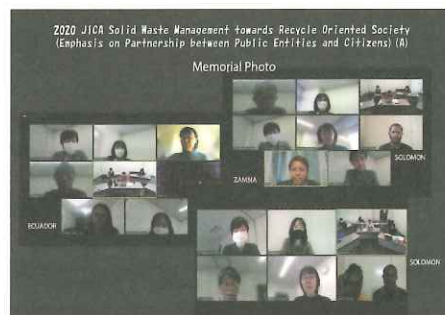 2020 JICA Solid Waste Management towards Recycle Oriented Society
(Emphasis on Partnership between Public Entities and Citizens) (A)
Memorial Photo
SOLOMON
ZAMBIA
ECUADOR
SOLOMON